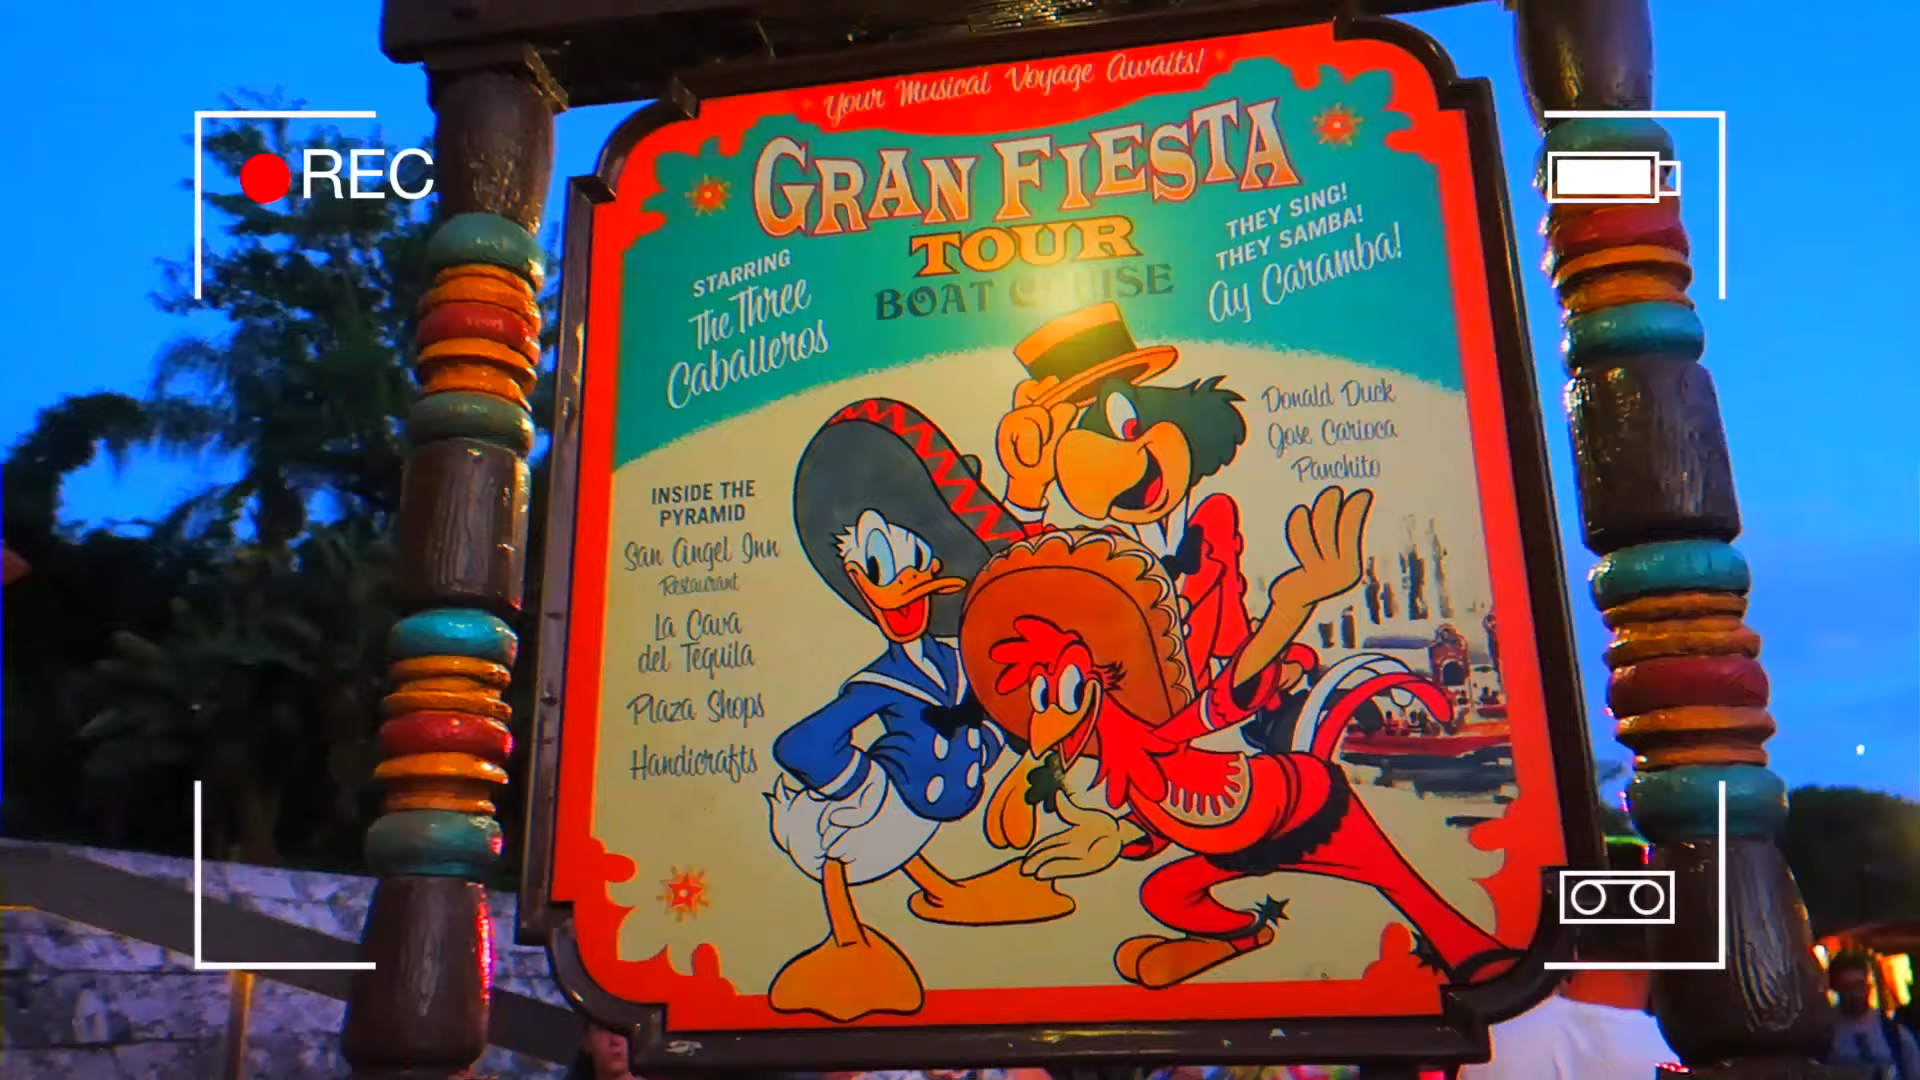 REC
Your Musical Voyage Awaits!
GRAN FIESTA
TOUR
BOAT CRUISE
STARRING
The Three
Caballeros
THEY SING!
THEY SAMBA!
Ay Caramba!
Donald Duck
Jose Carioca
Panchito
INSIDE THE
PYRAMID
San Angel Inn
Restaurant
La Cava
del Tequila
Plaza Shops
Handicrafts